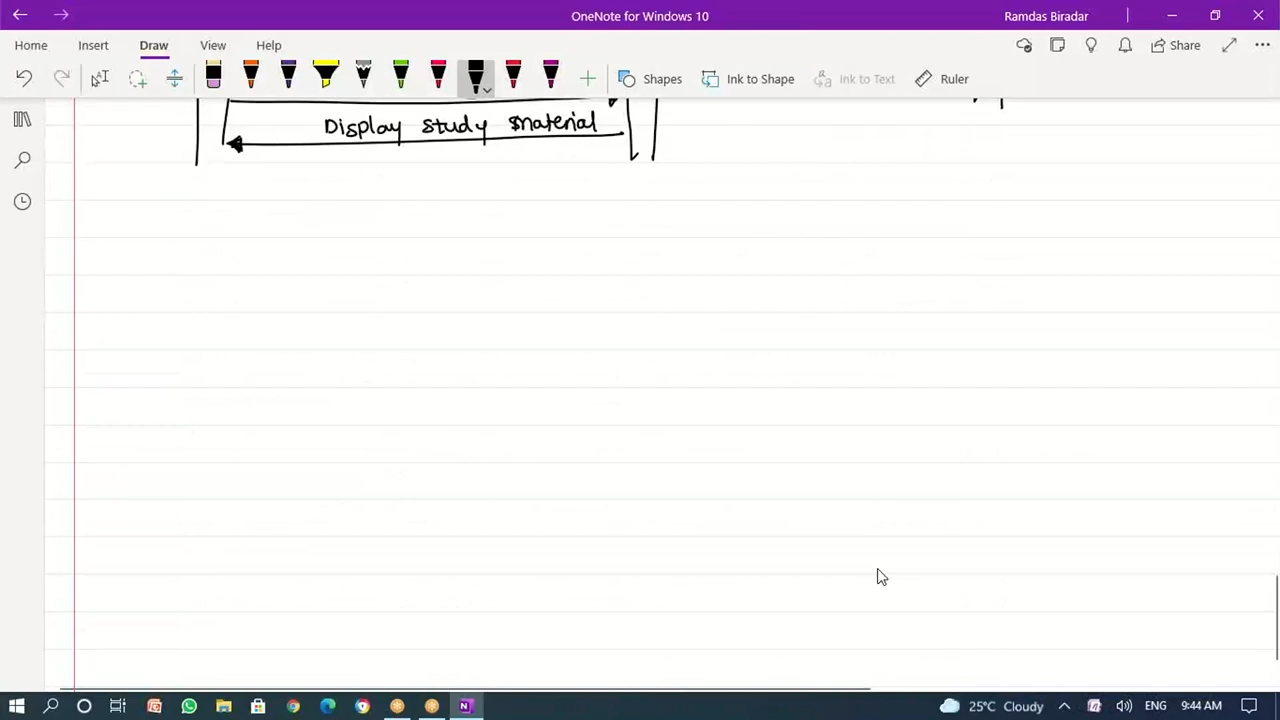 OneNote for Windows 10
Ramdas Biradar
Home Insert Draw View Help
Share
Shapes Ink to Shape Ink to Text Ruler
Display study material
25°C Cloudy ENG 9:44 AM